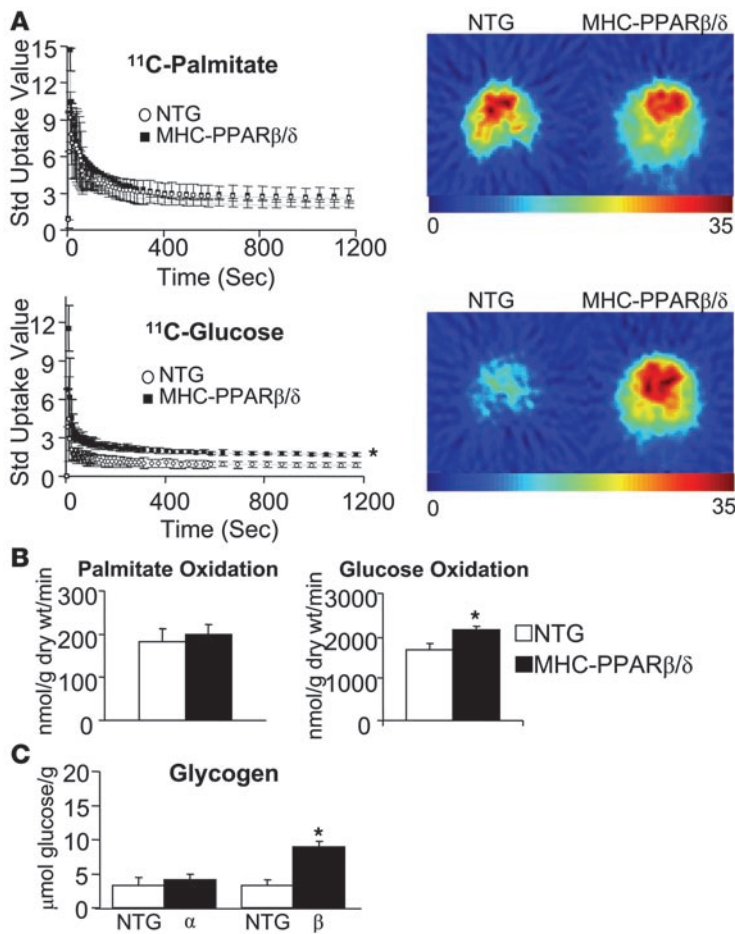 A
15
12
9
6
3
0
Std Uptake Value
¹¹C-Palmitate
NTG
MHC-PPARβ/δ
0 400 800 1200
Time (Sec)
NTG MHC-PPARβ/δ
0 35
12
9
6
3
0
Std Uptake Value
¹¹C-Glucose
NTG
MHC-PPARβ/δ
*
0 400 800 1200
Time (Sec)
NTG MHC-PPARβ/δ
0 35
B
Palmitate Oxidation
nmol/g dry wt/min
300
200
100
0
Glucose Oxidation
nmol/g dry wt/min
3000
2000
1000
0
*
NTG
MHC-PPARβ/δ
C
Glycogen
μmol glucose/g
20
15
10
5
0
*
NTG α NTG β